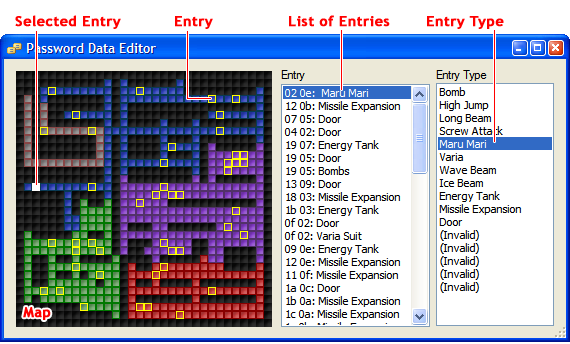 Selected Entry Entry List of Entries Entry Type
Password Data Editor
Entry Entry Type
02 0e: Maru Mari
12 0b: Missile Expansion
07 05: Door
04 02: Door
19 07: Energy Tank
19 05: Door
19 05: Bombs
13 09: Door
18 03: Missile Expansion
1b 03: Energy Tank
0f 02: Door
0f 02: Varia Suit
09 0e: Energy Tank
12 0e: Missile Expansion
11 0f: Missile Expansion
1a 0c: Door
1b 0a: Missile Expansion
1c 0a: Missile Expansion
Bomb
High Jump
Long Beam
Screw Attack
Maru Mari
Varia
Wave Beam
Ice Beam
Energy Tank
Missile Expansion
Door
(Invalid)
(Invalid)
(Invalid)
(Invalid)
(Invalid)
Map